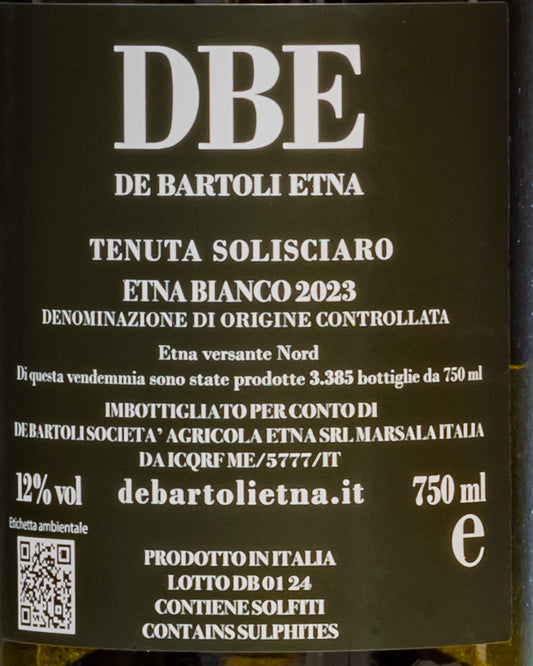 DBE
DE BARTOLI ETNA
TENUTA SOLISCIARO
ETNA BIANCO 2023
DENOMINAZIONE DI ORIGINE CONTROLLATA
Etna versante Nord
Di questa vendemmia sono state prodotte 3.385 bottiglie da 750 ml
IMBOTTIGLIATO PER CONTO DI
DE BARTOLI SOCIETA' AGRICOLA ETNA SRL MARSALA ITALIA
DA ICQRF ME/5777/IT
12% vol debartolietna.it 750 ml
Etichetta ambientale e
PRODOTTO IN ITALIA
LOTTO DB 01 24
CONTIENE SOLFITI
CONTAINS SULPHITES